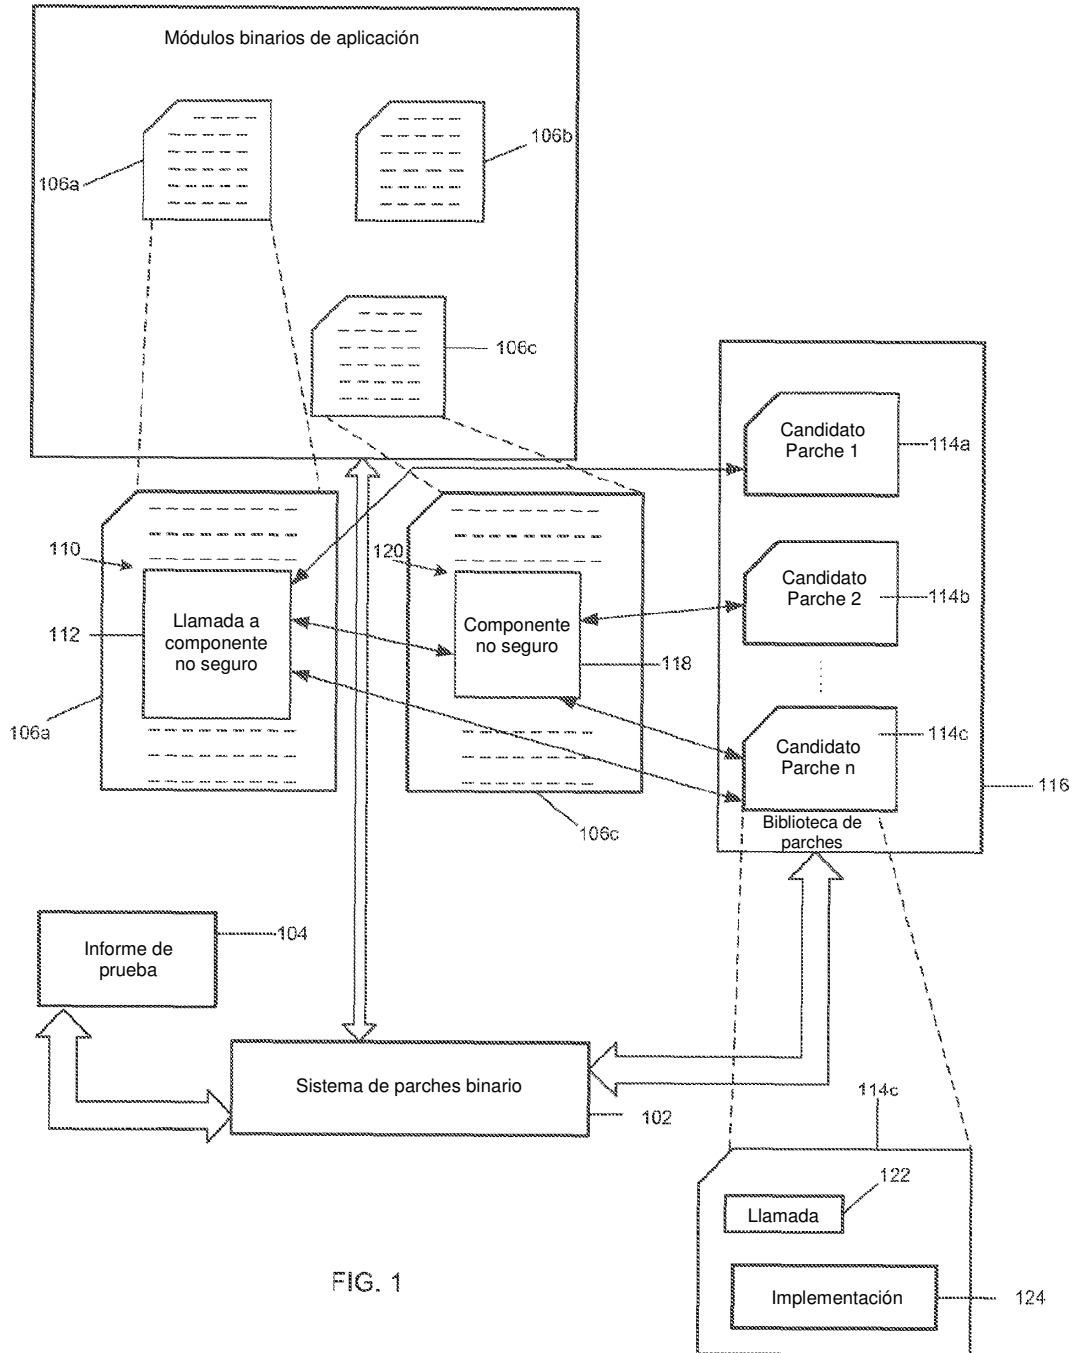 Módulos binarios de aplicación
106a
106b
106c
Candidato
Parche 1
114a
110
120
Candidato
Parche 2
114b
112
Llamada a
componente
no seguro
Componente
no seguro
118
106a
Candidato
Parche n
114c
116
106c
Biblioteca de
parches
Informe de
prueba
104
Sistema de parches binario
102
114c
122
Llamada
Implementación
124
FIG. 1